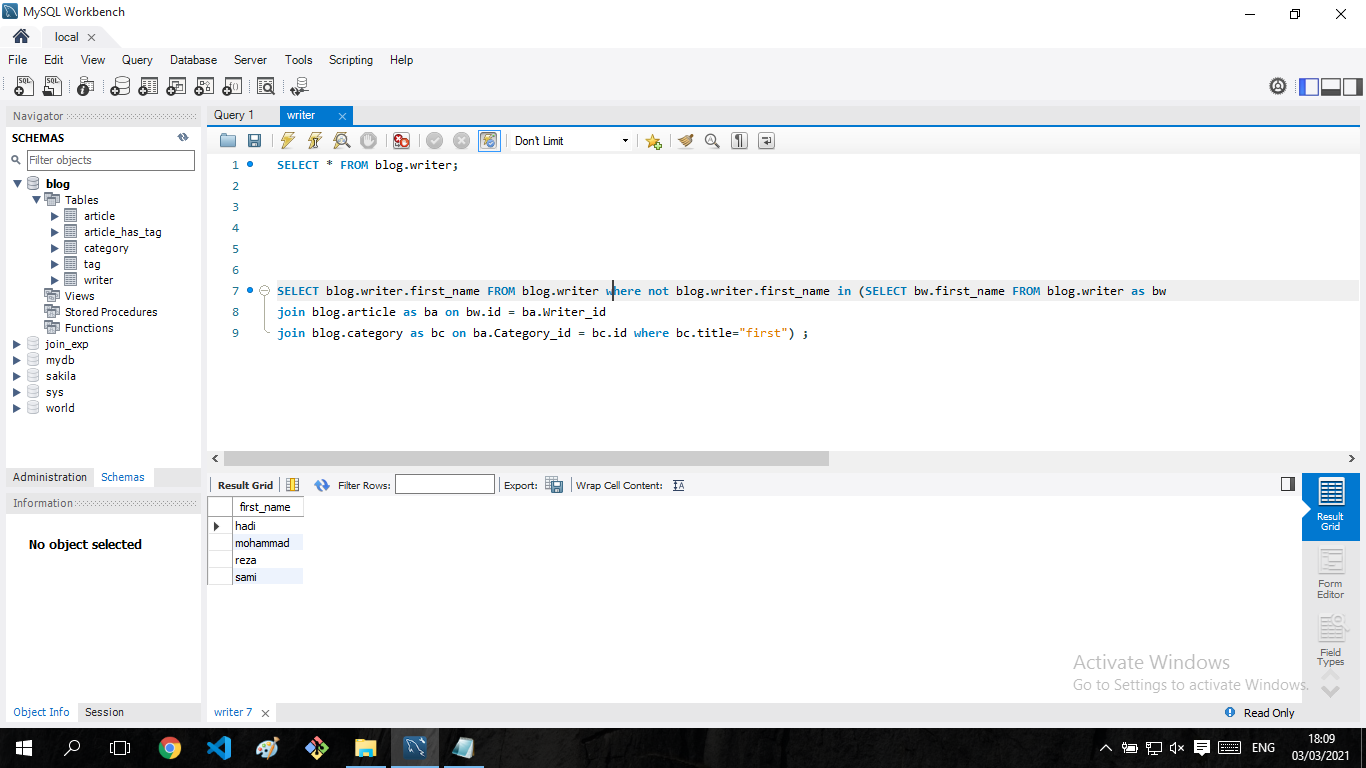 MySQL Workbench
local
File Edit View Query Database Server Tools Scripting Help
Navigator
SCHEMAS
Filter objects
blog
Tables
article
article_has_tag
category
tag
writer
Views
Stored Procedures
Functions
join_exp
mydb
sakila
sys
world
Administration Schemas
Information
No object selected
Object Info Session
Query 1 writer
Don't Limit
1 SELECT * FROM blog.writer;
2
3
4
5
6
7 SELECT blog.writer.first_name FROM blog.writer where not blog.writer.first_name in (SELECT bw.first_name FROM blog.writer as bw
8 join blog.article as ba on bw.id = ba.Writer_id
9 join blog.category as bc on ba.Category_id = bc.id where bc.title="first") ;
Result Grid Filter Rows: Export: Wrap Cell Content:
first_name
hadi
mohammad
reza
sami
Result
Grid
Form
Editor
Field
Types
Activate Windows
Go to Settings to activate Windows.
writer 7 Read Only
ENG
18:09
03/03/2021